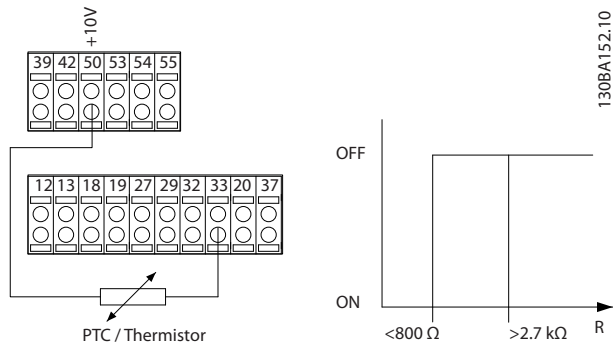 +10V
130BA152.10
39 42 50 53 54 55
OFF
12 13 18 19 27 29 32 33 20 37
ON
R
<800 Ω >2.7 kΩ
PTC / Thermistor